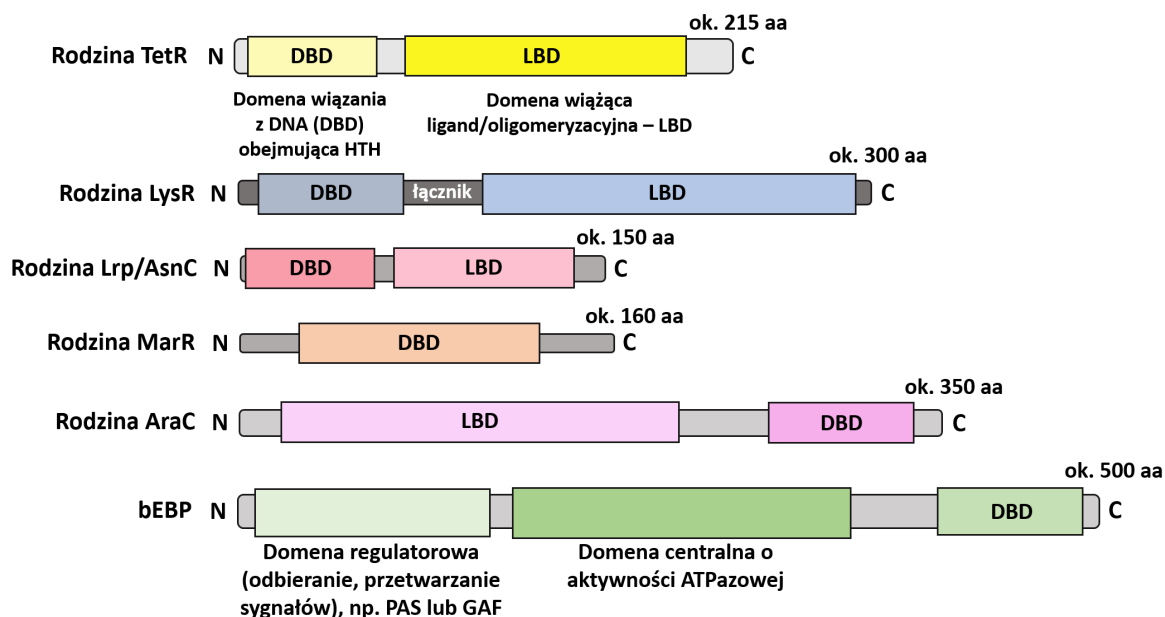 ok. 215 aa
Rodzina TetR N DBD LBD C
Domena wiązania
z DNA (DBD)
obejmująca HTH
Domena wiążąca
ligand/oligomeryzacyjna – LBD
ok. 300 aa
Rodzina LysR N DBD łącznik LBD C
ok. 150 aa
Rodzina Lrp/AsnC N DBD LBD C
ok. 160 aa
Rodzina MarR N DBD C
ok. 350 aa
Rodzina AraC N LBD DBD C
ok. 500 aa
bEBP N DBD C
Domena regulatorowa
(odbieranie, przetwarzanie
sygnałów), np. PAS lub GAF
Domena centralna o
aktywności ATPazowej